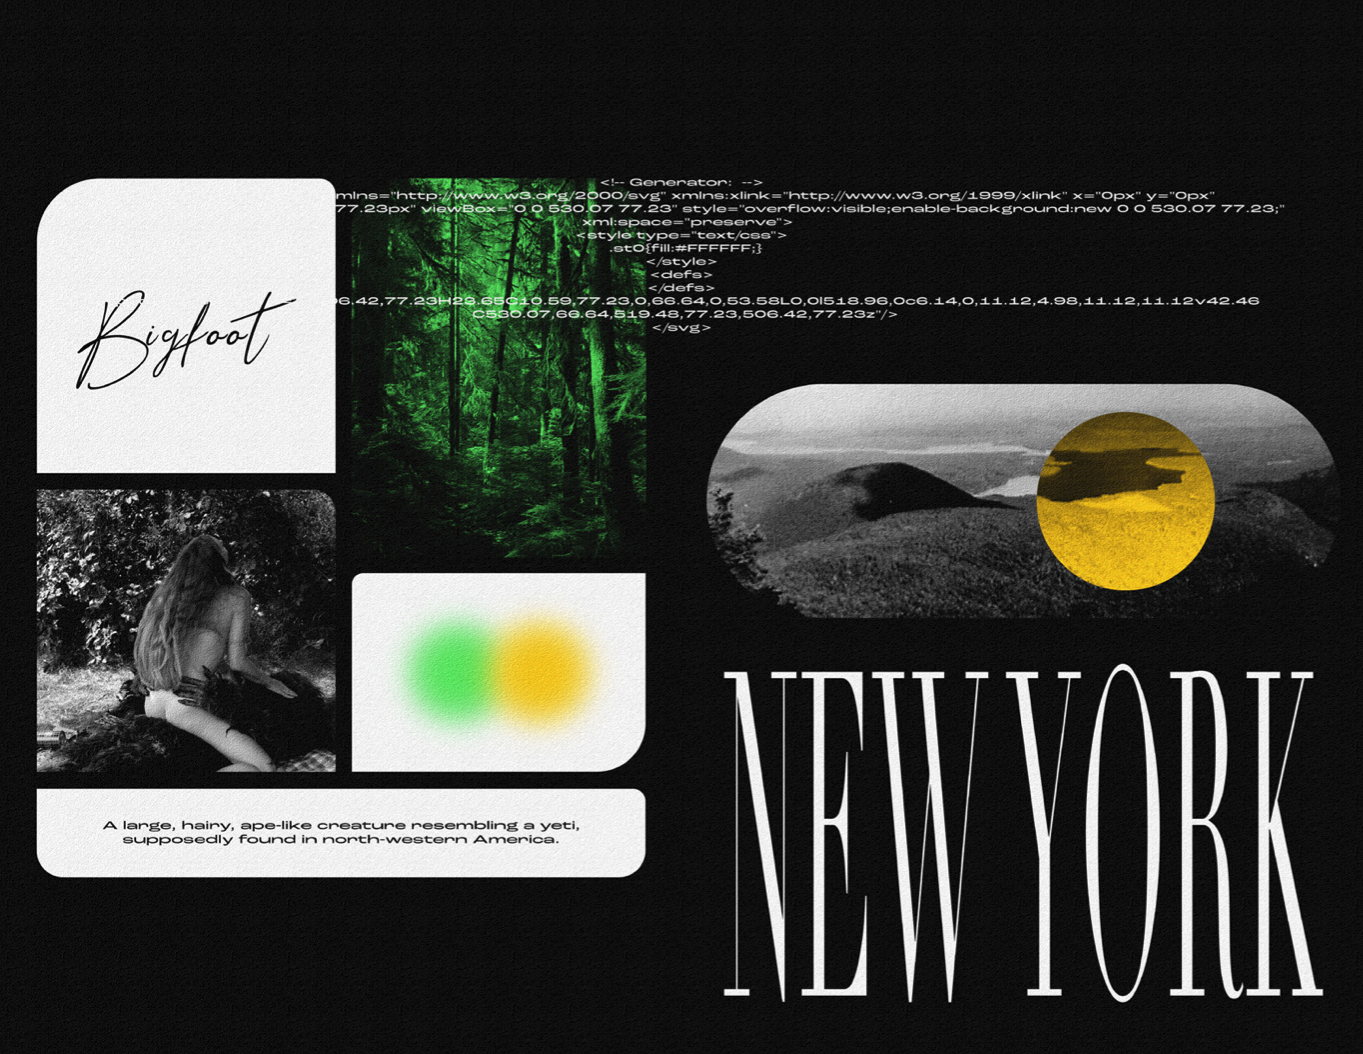 Bigfoot
<!-- Generator:  -->
mlns="http://www.w3.org/2000/svg" xmlns:xlink="http://www.w3.org/1999/xlink" x="0px" y="0px"
77.23px" viewBox="0 0 530.07 77.23" style="overflow:visible;enable-background:new 0 0 530.07 77.23;"
xml:space="preserve">
<style type="text/css">
.st0{fill:#FFFFFF;}
</style>
<defs>
</defs>
06.42,77.23H26.65C10.59,77.23,0,66.64,0,53.58L0,0l518.96,0c6.14,0,11.12,4.98,11.12,11.12v42.46
C530.07,66.64,519.48,77.23,506.42,77.23z"/>
</svg>
A large, hairy, ape-like creature resembling a yeti,
supposedly found in north-western America.
NEW YORK